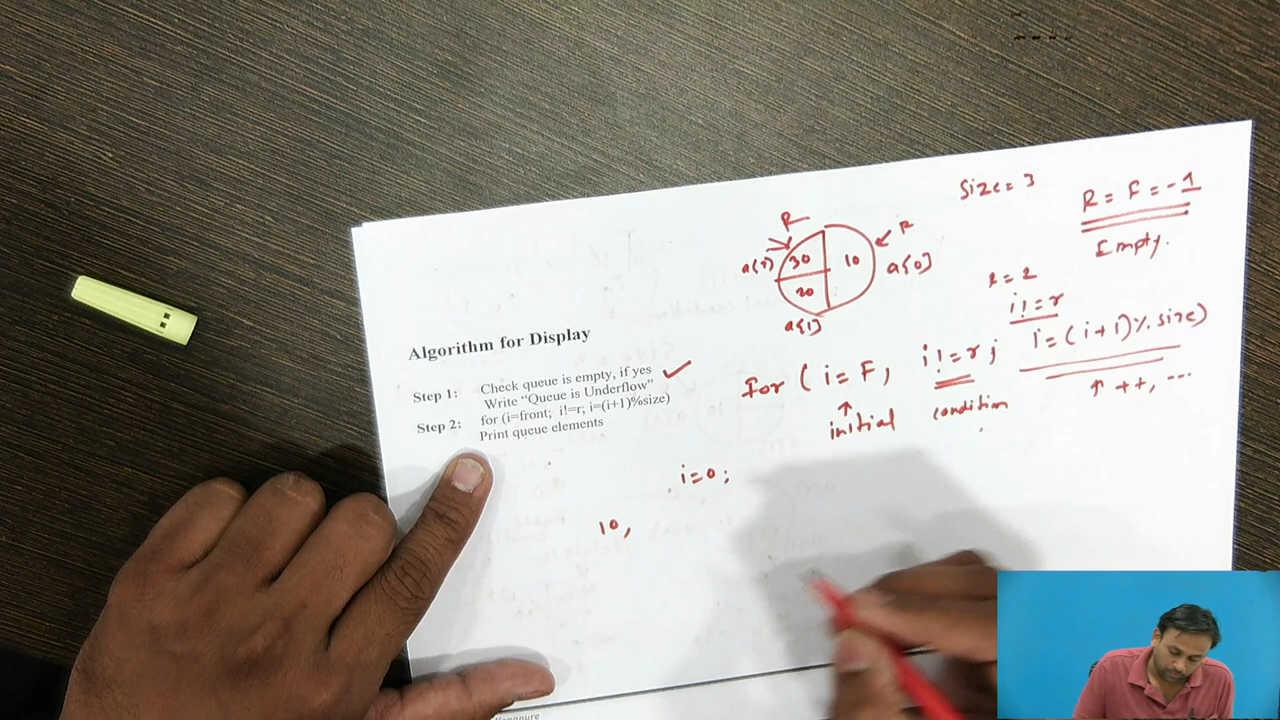 Size = 3
R = F = -1
Empty.
R
R
30
10
20
a[0]
a[1]
i!=r
for ( i = F, i != r; i = (i+1)% size)
↑ ++, ...
initial
condition
Algorithm for Display
Step 1: Check queue is empty, if yes
Write “Queue is Underflow”
Step 2: for (i=front; i!=r; i=(i+1)%size)
Print queue elements
i=0;
10,